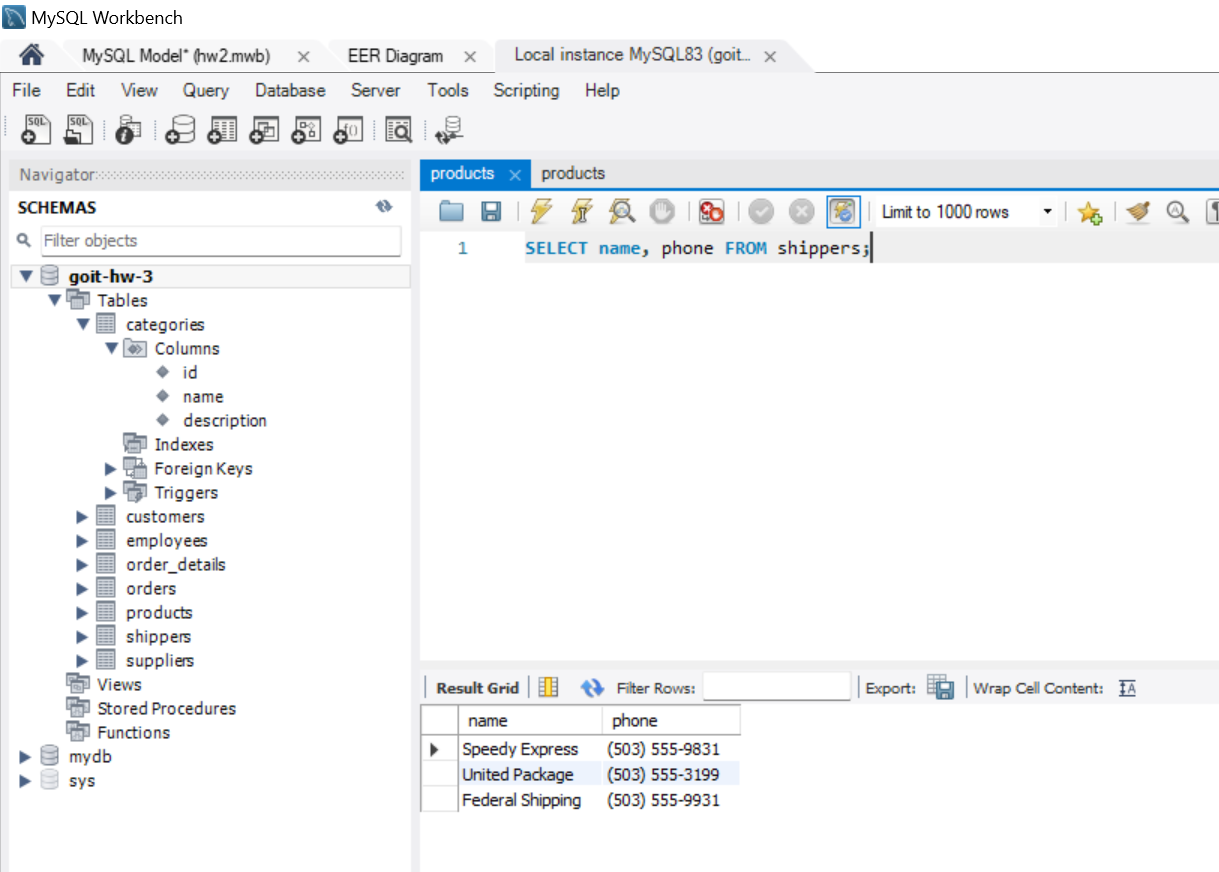 MySQL Workbench
MySQL Model* (hw2.mwb)
EER Diagram
Local instance MySQL83 (goit...
File Edit View Query Database Server Tools Scripting Help
Navigator
SCHEMAS
Filter objects
goit-hw-3
Tables
categories
Columns
id
name
description
Indexes
Foreign Keys
Triggers
customers
employees
order_details
orders
products
shippers
suppliers
Views
Stored Procedures
Functions
mydb
sys
products products
Limit to 1000 rows
1 SELECT name, phone FROM shippers;
Result Grid Filter Rows: Export: Wrap Cell Content:
name phone
Speedy Express (503) 555-9831
United Package (503) 555-3199
Federal Shipping (503) 555-9931